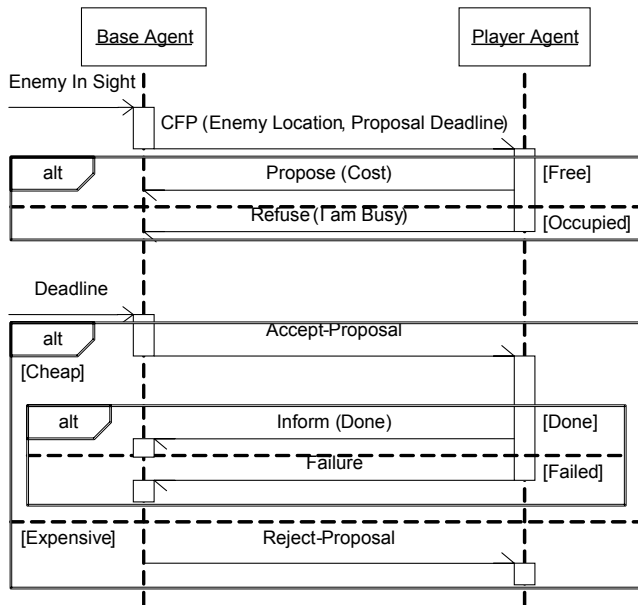 Base Agent
Player Agent
Enemy In Sight
CFP (Enemy Location, Proposal Deadline)
alt
Propose (Cost)
[Free]
Refuse (I am Busy)
[Occupied]
Deadline
alt
Accept-Proposal
[Cheap]
alt
Inform (Done)
[Done]
Failure
[Failed]
[Expensive]
Reject-Proposal